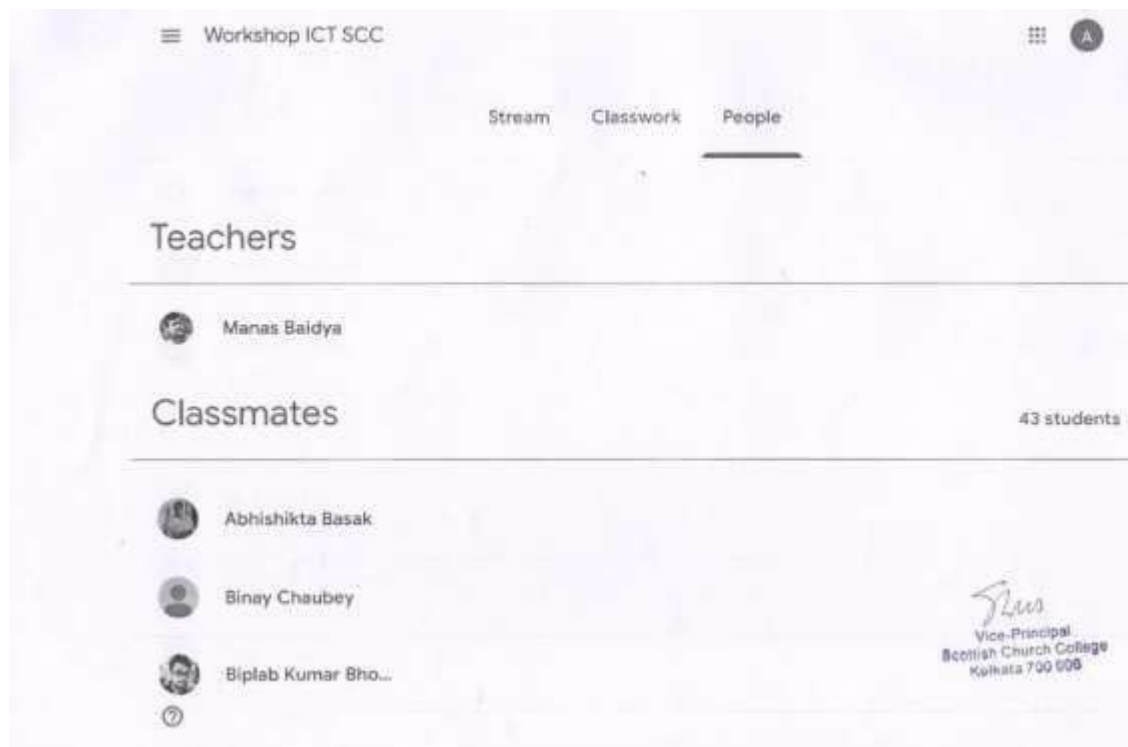 Workshop ICT SCC
A
Stream Classwork People
Teachers
Manas Baidya
Classmates
43 students
Abhishikta Basak
Binay Chaubey
Biplab Kumar Bho...
Vice-Principal
Scottish Church College
Kolkata 700 006